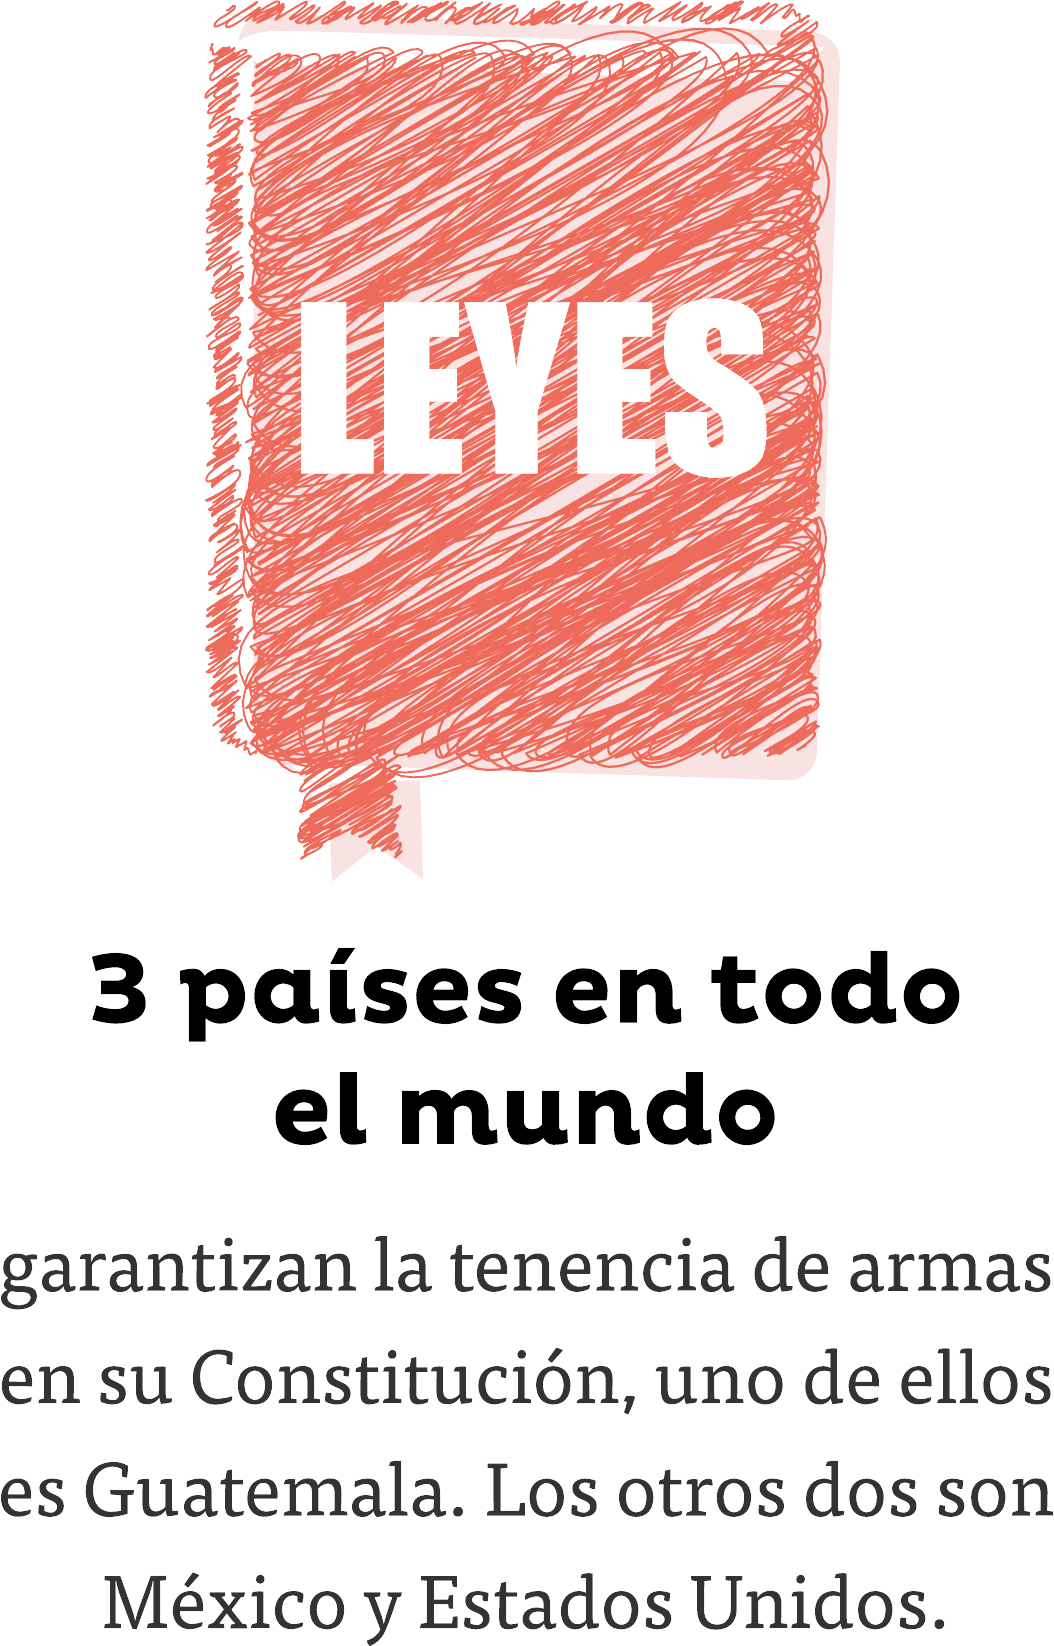 LEYES
3 países en todo
el mundo
garantizan la tenencia de armas
en su Constitución, uno de ellos
es Guatemala. Los otros dos son
México y Estados Unidos.